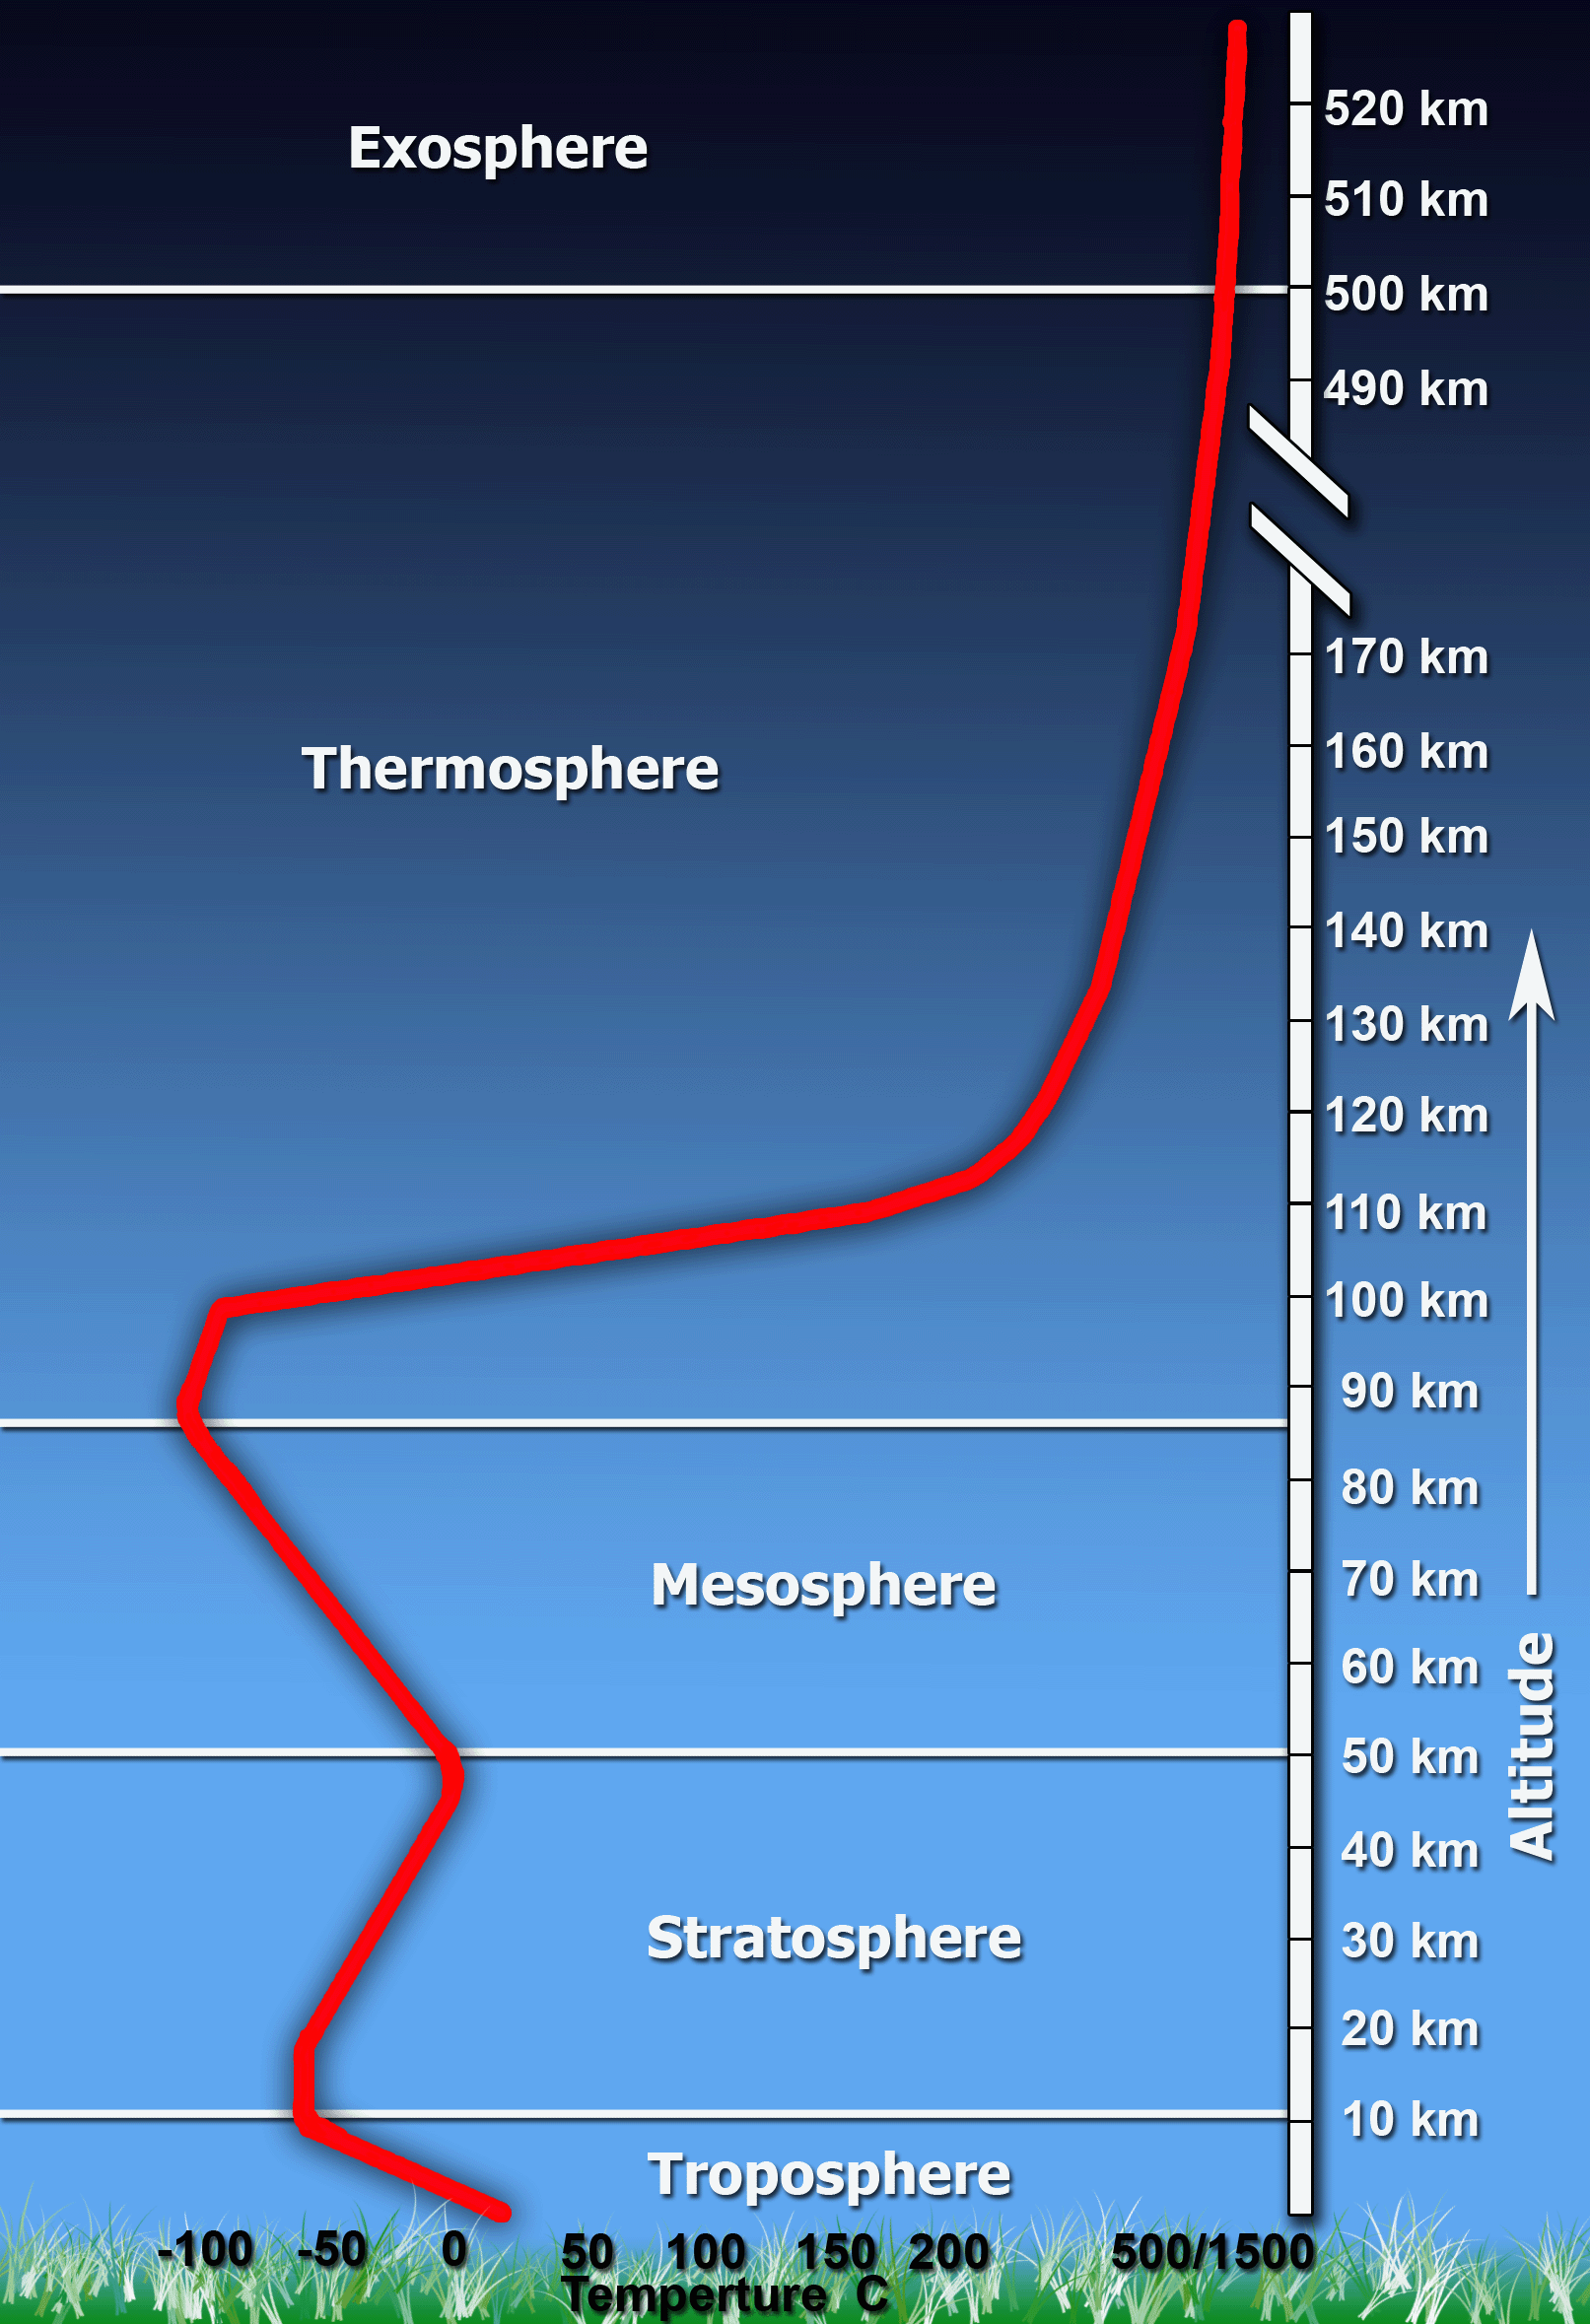 520 km
Exosphere
510 km
500 km
490 km
170 km
160 km
Thermosphere
150 km
140 km
130 km
120 km
110 km
100 km
90 km
80 km
70 km
Mesosphere
60 km
50 km
40 km
Altitude
30 km
Stratosphere
20 km
10 km
Troposphere
-100 -50 0 50 100 150 200 500/1500
Temperture C